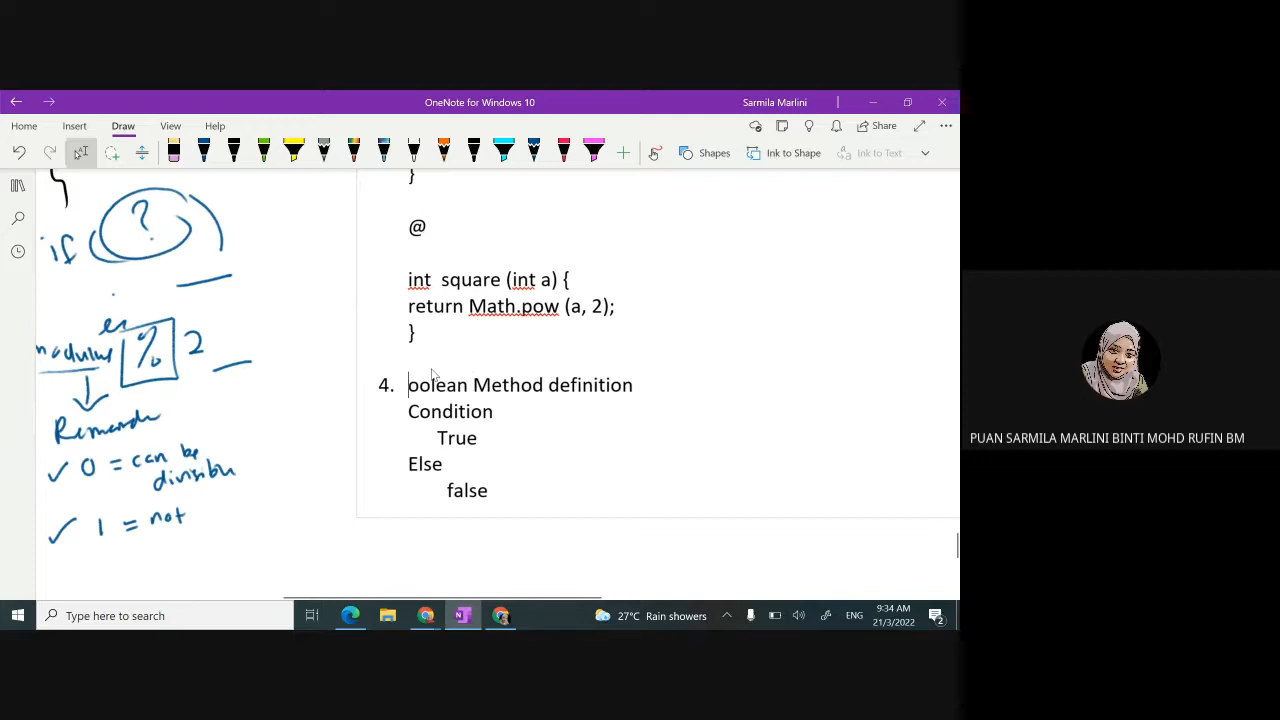 OneNote for Windows 10
Sarmila Marlini
Home Insert Draw View Help
Share
Shapes
Ink to Shape
Ink to Text
}
if ( ? )
@
int square (int a) {
return Math.pow (a, 2);
}
modulus % 2
4. oolean Method definition
Condition
True
Else
false
0 = can be
division
1 = not
PUAN SARMILA MARLINI BINTI MOHD RUFIN BM
Type here to search
27°C Rain showers
ENG
9:34 AM
21/3/2022
2